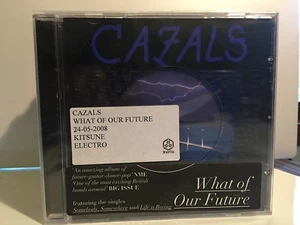 CAZALS
CAZALS
WHAT OF OUR FUTURE
24-05-2008
KITSUNE
ELECTRO
'An amazing album of
future-guitar-dance-pop' NME
'One of the most exciting British
bands around' BIG ISSUE
featuring the singles
Somebody, Somewhere and Life is Boring
What of
Our Future